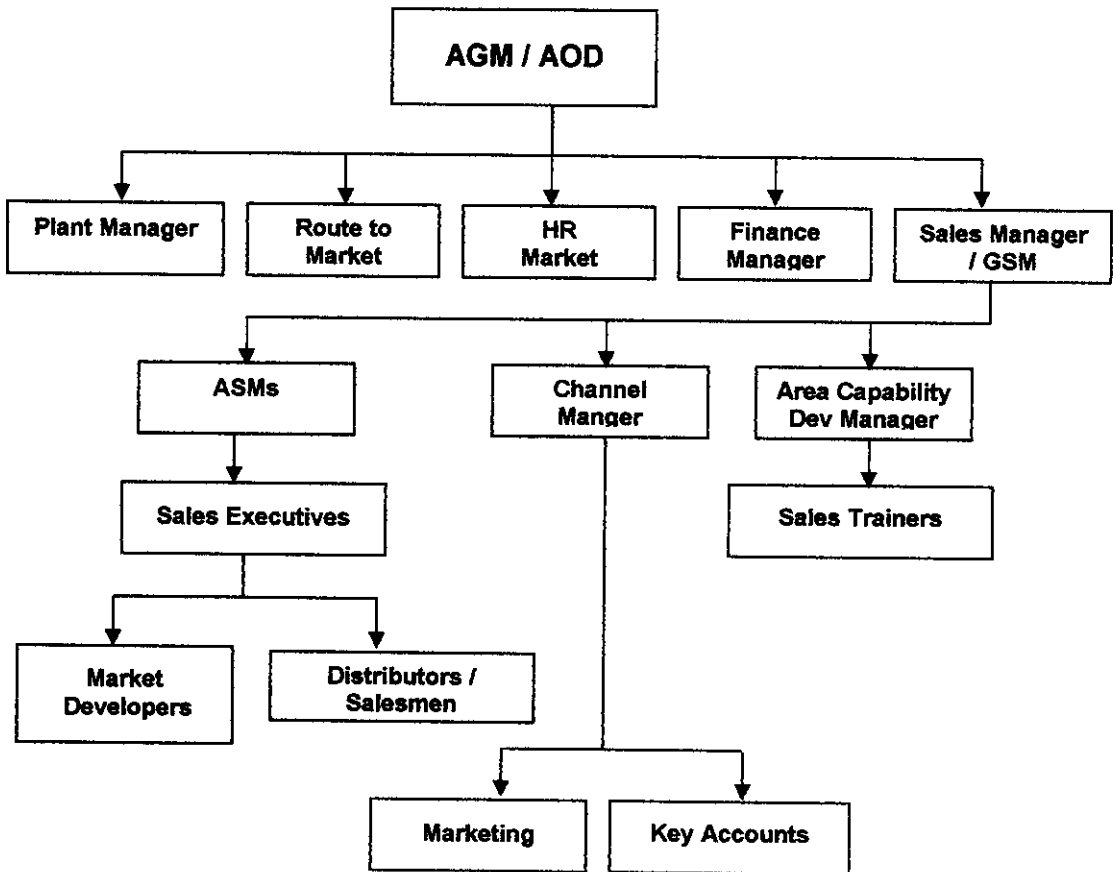 AGM / AOD
Plant Manager
Route to
Market
HR
Market
Finance
Manager
Sales Manager
/ GSM
ASMs
Channel
Manger
Area Capability
Dev Manager
Sales Executives
Sales Trainers
Market
Developers
Distributors /
Salesmen
Marketing
Key Accounts